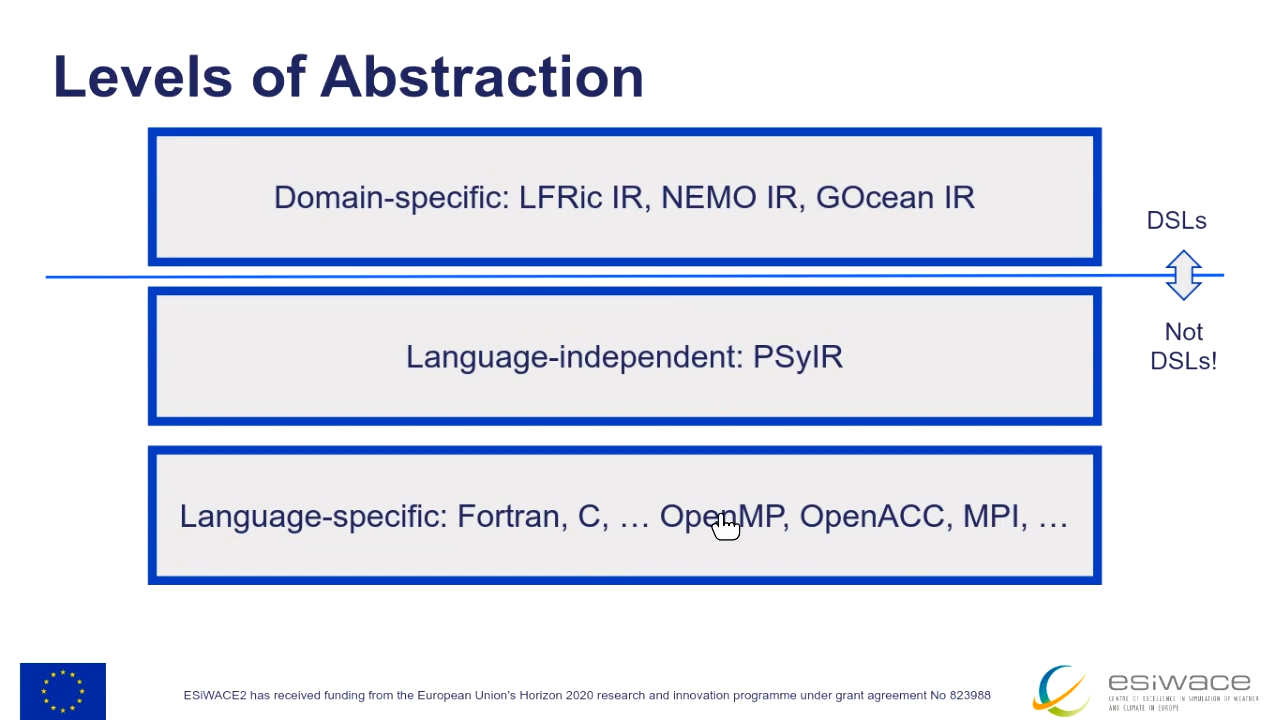 Levels of Abstraction
Domain-specific: LFRic IR, NEMO IR, GOcean IR
DSLs
Not
DSLs!
Language-independent: PSyIR
Language-specific: Fortran, C, … OpenMP, OpenACC, MPI, …
ESiWACE2 has received funding from the European Union's Horizon 2020 research and innovation programme under grant agreement No 823988
esiwace
CENTRE OF EXCELLENCE IN SIMULATION OF WEATHER
AND CLIMATE IN EUROPE